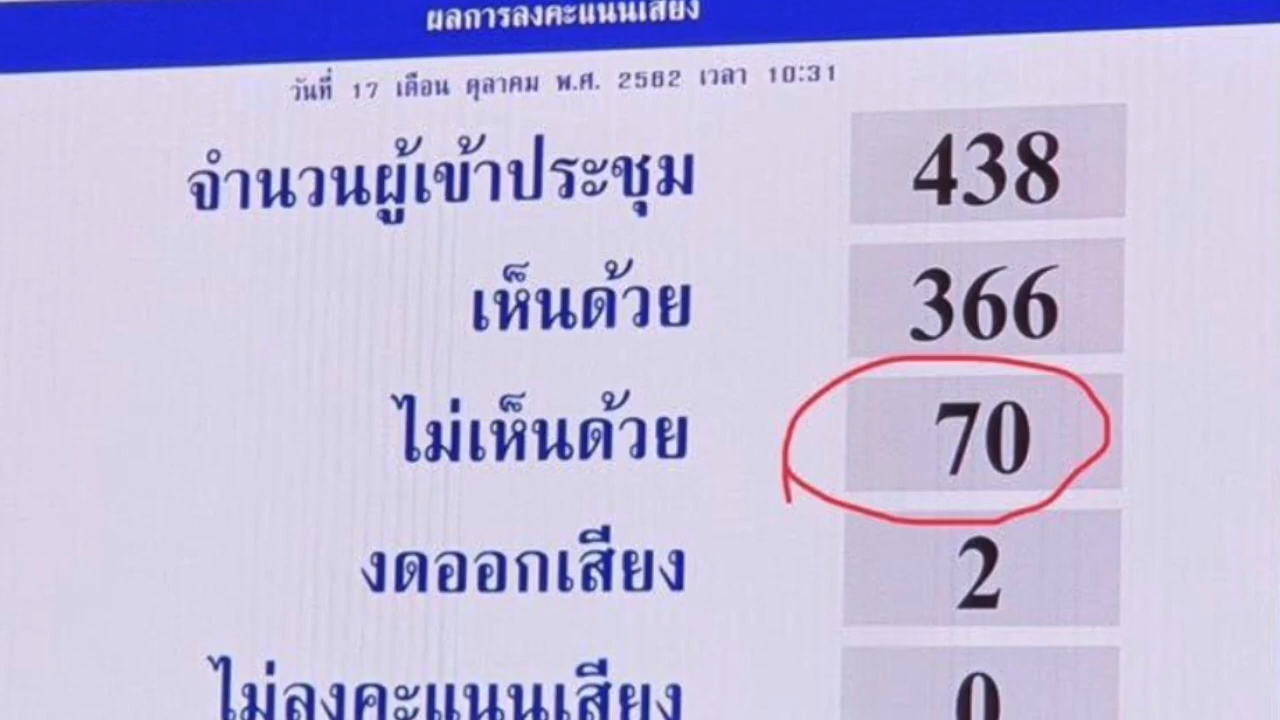 ผลการลงคะแนนเสียง
วันที่ 17 เดือน ตุลาคม พ.ศ. 2562 เวลา 10:31
จำนวนผู้เข้าประชุม 438
เห็นด้วย 366
ไม่เห็นด้วย 70
งดออกเสียง 2
ไม่ลงคะแนนเสียง 0